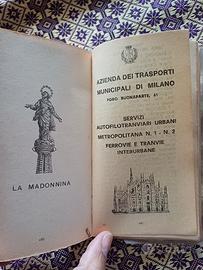 LA MADONNINA
AZIENDA DEI TRASPORTI
MUNICIPALI DI MILANO
FORO BUONAPARTE, 61
SERVIZI
AUTOFILOTRANVIARI URBANI
METROPOLITANA N. 1 - N. 2
FERROVIE E TRANVIE
INTERURBANE